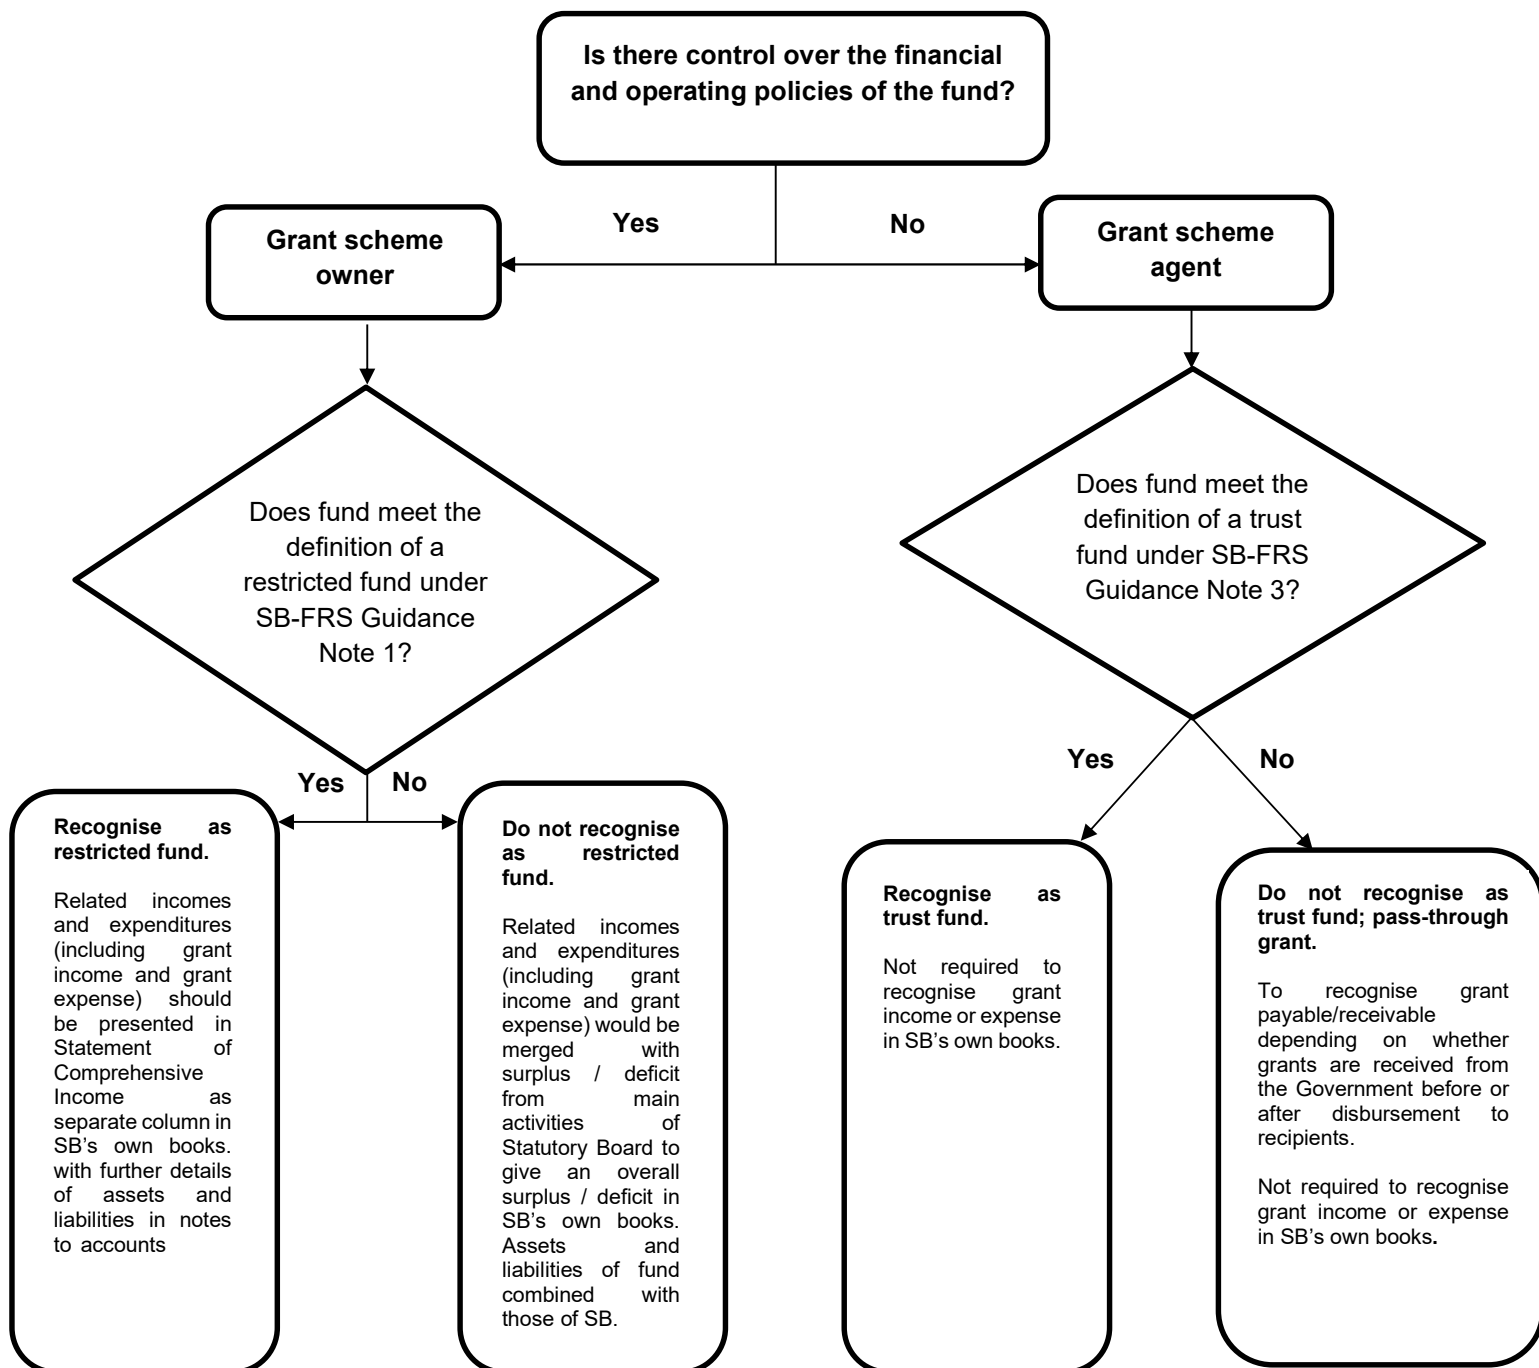 Is there control over the financial
and operating policies of the fund?
Yes
No
Grant scheme
owner
Grant scheme
agent
Does fund meet the
definition of a
restricted fund under
SB-FRS Guidance
Note 1?
Does fund meet the
definition of a trust
fund under SB-FRS
Guidance Note 3?
Yes
No
Yes
No
Recognise as
restricted fund.
Related incomes
and expenditures
(including grant
income and grant
expense) should
be presented in
Statement of
Comprehensive
Income as
separate column in
SB's own books.
with further details
of assets and
liabilities in notes
to accounts
Do not recognise
as restricted
fund.
Related incomes
and expenditures
(including grant
income and grant
expense) would be
merged with
surplus / deficit
from main
activities of
Statutory Board to
give an overall
surplus / deficit in
SB's own books.
Assets and
liabilities of fund
combined with
those of SB.
Recognise as
trust fund.
Not required to
recognise grant
income or expense
in SB's own books.
Do not recognise as
trust fund; pass-through
grant.
To recognise grant
payable/receivable
depending on whether
grants are received from
the Government before or
after disbursement to
recipients.
Not required to recognise
grant income or expense
in SB's own books.